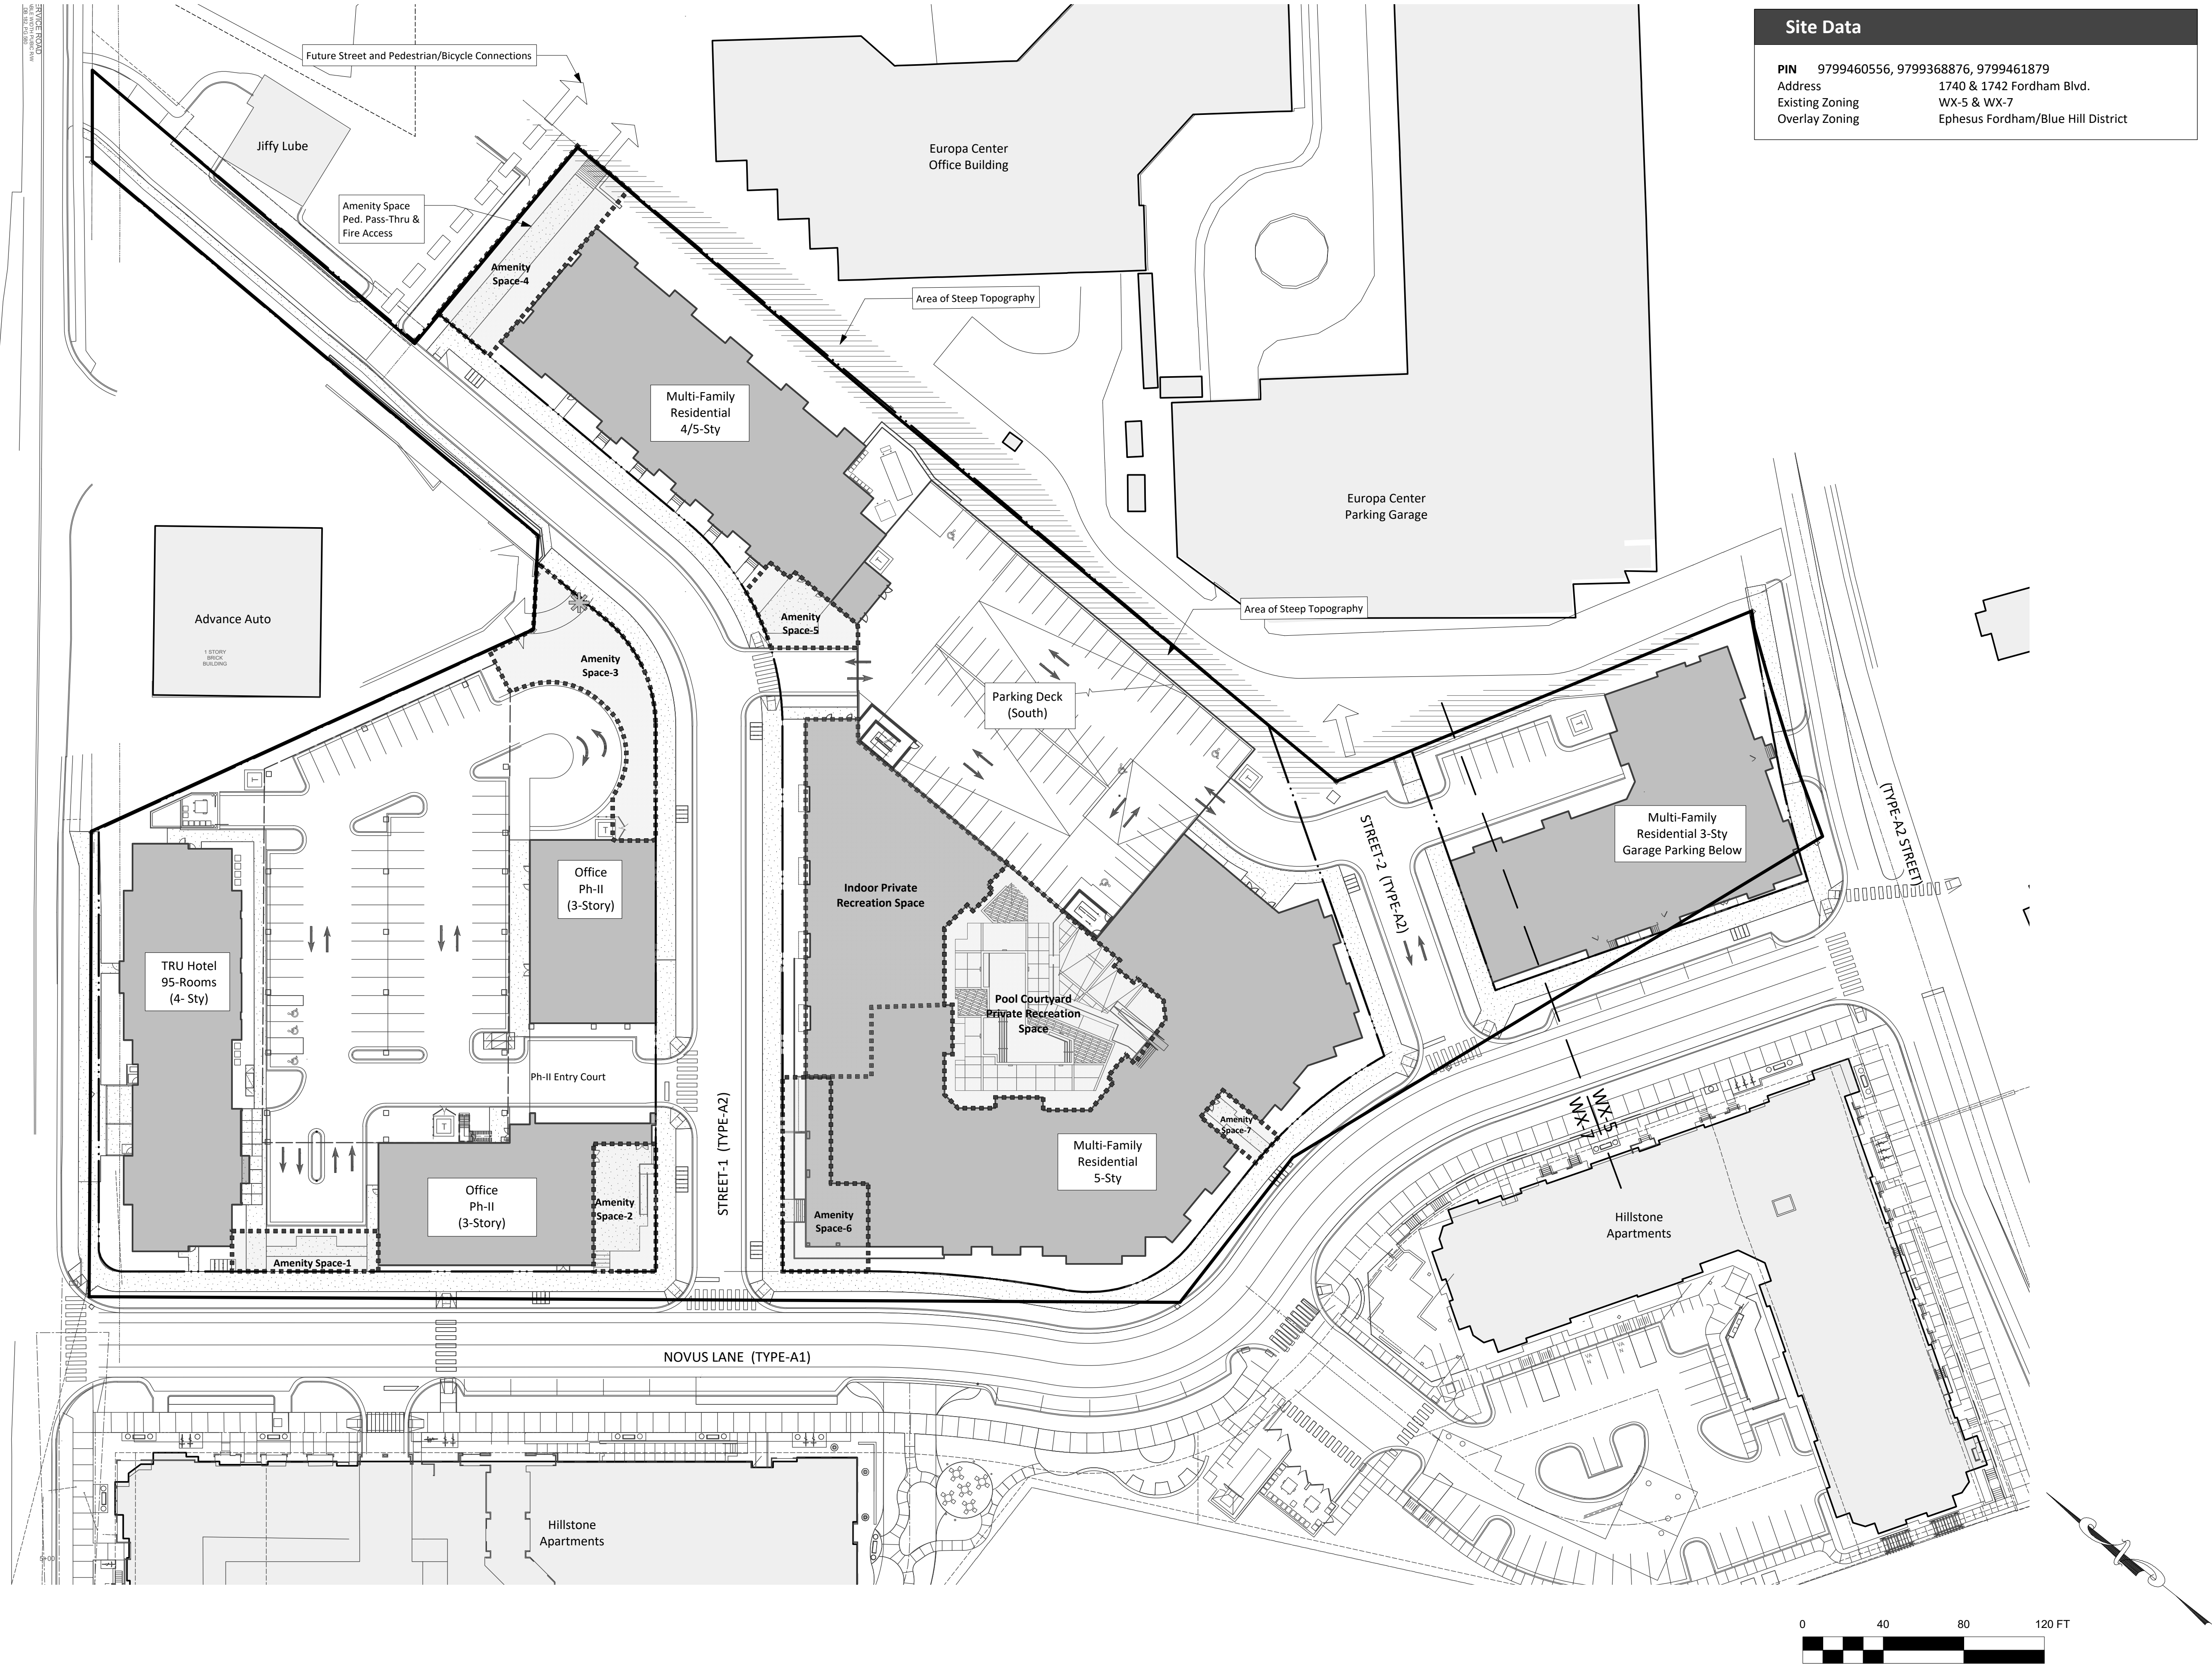 Site Data
PIN 9799460556, 9799368876, 9799461879
Address 1740 & 1742 Fordham Blvd.
Existing Zoning WX-5 & WX-7
Overlay Zoning Ephesus Fordham/Blue Hill District
SERVICE ROAD
Future Street and Pedestrian/Bicycle Connections
Jiffy Lube
Amenity Space
Ped. Pass-Thru &
Fire Access
Amenity
Space-4
Europa Center
Office Building
Area of Steep Topography
Multi-Family
Residential
4/5-Sty
Europa Center
Parking Garage
Advance Auto
1 STORY
BRICK
BUILDING
Amenity
Space-5
Area of Steep Topography
Amenity
Space-3
Parking Deck
(South)
T
T
T
T
T
T
Multi-Family
Residential 3-Sty
Garage Parking Below
(TYPE-A2 STREET)
STREET-2 (TYPE-A2)
Office
Ph-II
(3-Story)
Indoor Private
Recreation Space
TRU Hotel
95-Rooms
(4- Sty)
Pool Courtyard
Private Recreation
Space
Ph-II Entry Court
STREET-1 (TYPE-A2)
Amenity
Space-7
WX-5
WX-7
Multi-Family
Residential
5-Sty
Office
Ph-II
(3-Story)
Amenity
Space-2
Amenity
Space-6
Amenity Space-1
Hillstone
Apartments
NOVUS LANE (TYPE-A1)
VA
N
VA
N
Hillstone
Apartments
5+00
0 40 80 120 FT